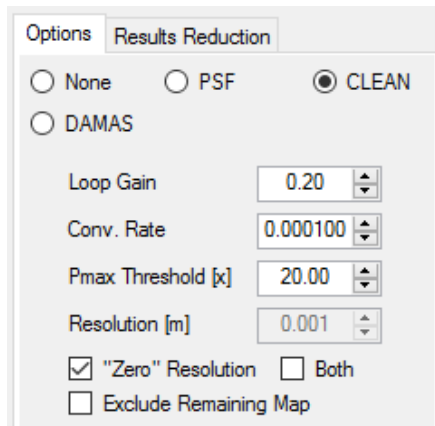 Options Results Reduction
None PSF CLEAN
DAMAS
Loop Gain 0.20
Conv. Rate 0.000100
Pmax Threshold [x] 20.00
Resolution [m] 0.001
"Zero" Resolution Both
Exclude Remaining Map